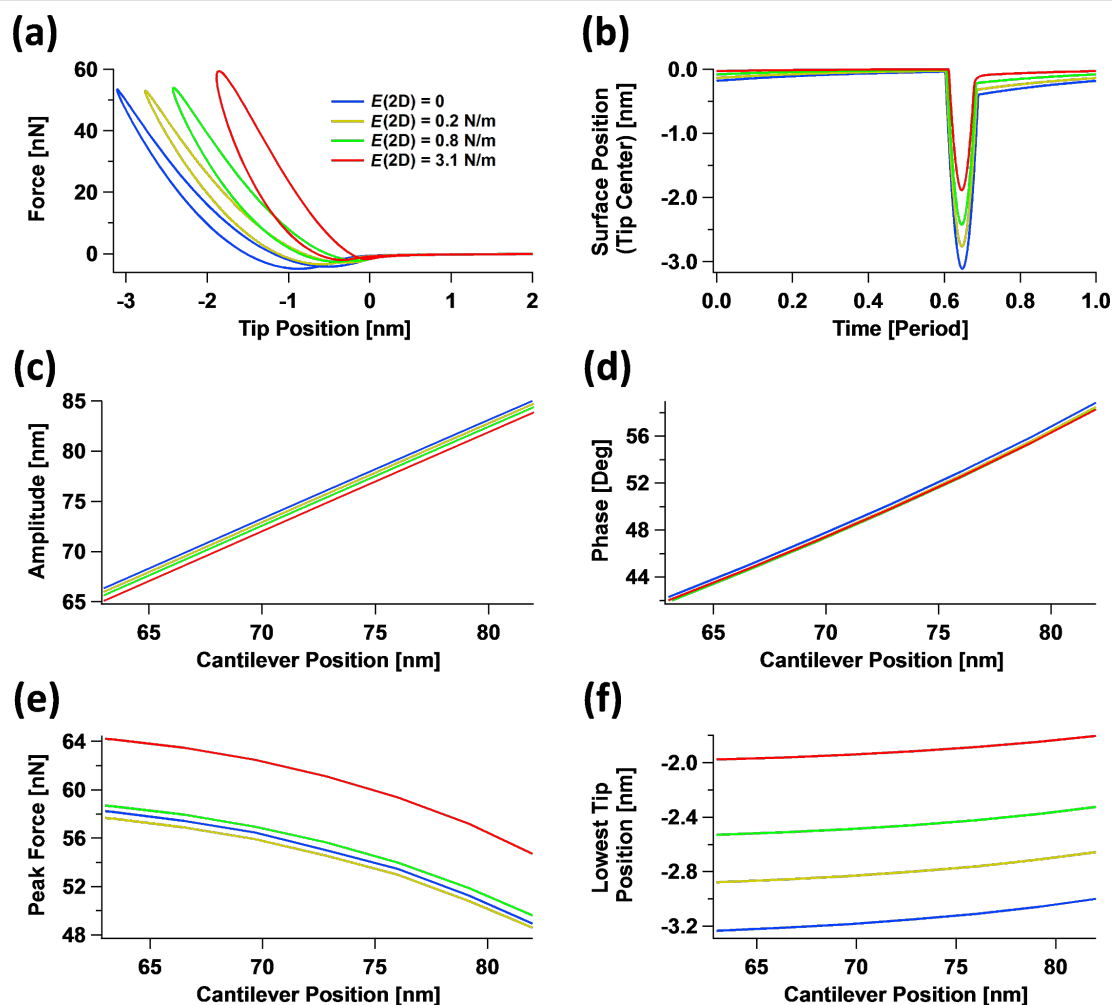 (a)
Force [nN]
60
40
20
0
-3
-2
-1
0
1
2
Tip Position [nm]
E(2D) = 0
E(2D) = 0.2 N/m
E(2D) = 0.8 N/m
E(2D) = 3.1 N/m
(b)
Surface Position
(Tip Center) [nm]
0.0
-1.0
-2.0
-3.0
0.0
0.2
0.4
0.6
0.8
1.0
Time [Period]
(c)
Amplitude [nm]
85
80
75
70
65
65
70
75
80
Cantilever Position [nm]
(d)
Phase [Deg]
56
52
48
44
65
70
75
80
Cantilever Position [nm]
(e)
Peak Force [nN]
64
60
56
52
48
65
70
75
80
Cantilever Position [nm]
(f)
Lowest Tip
Position [nm]
-2.0
-2.4
-2.8
-3.2
65
70
75
80
Cantilever Position [nm]